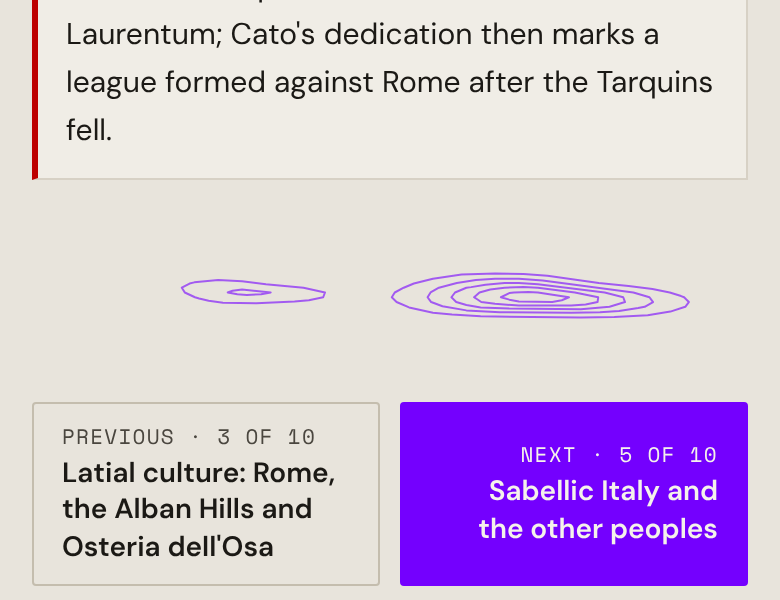 Laurentum; Cato's dedication then marks a
league formed against Rome after the Tarquins
fell.
PREVIOUS · 3 OF 10
Latial culture: Rome,
the Alban Hills and
Osteria dell'Osa
NEXT · 5 OF 10
Sabellic Italy and
the other peoples